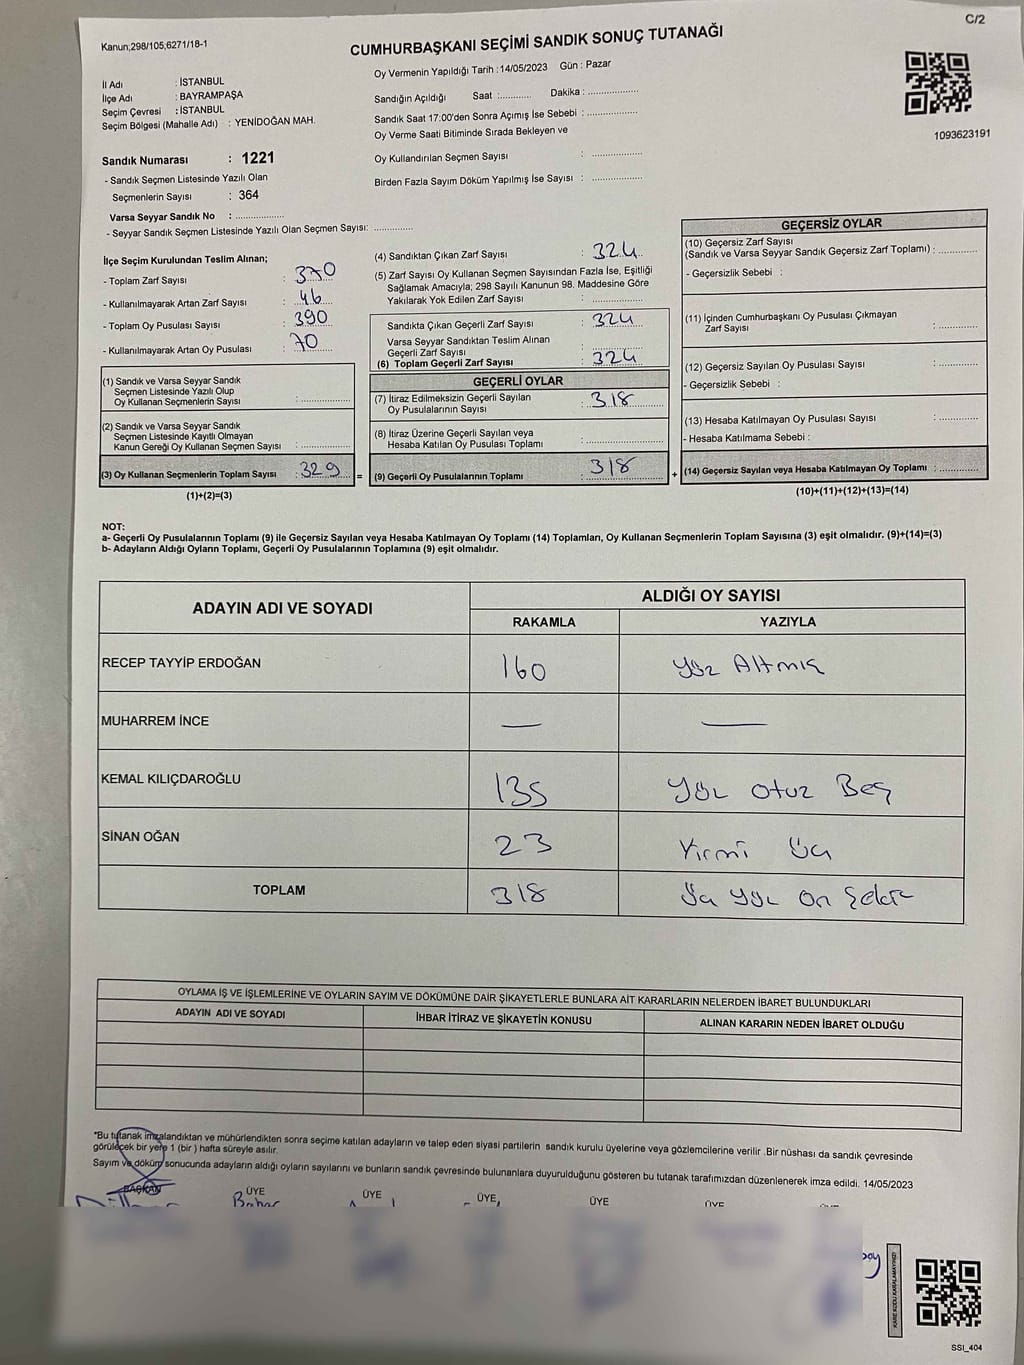 C/2
Kanun;298/105;6271/18-1
CUMHURBAŞKANI SEÇİMİ SANDIK SONUÇ TUTANAĞI
İl Adı : İSTANBUL
İlçe Adı : BAYRAMPAŞA
Seçim Çevresi : İSTANBUL
Seçim Bölgesi (Mahalle Adı) : YENİDOĞAN MAH.
Sandık Numarası : 1221
- Sandık Seçmen Listesinde Yazılı Olan
Seçmenlerin Sayısı : 364
Varsa Seyyar Sandık No : ..............
- Seyyar Sandık Seçmen Listesinde Yazılı Olan Seçmen Sayısı: ............
Oy Vermenin Yapıldığı Tarih : 14/05/2023 Gün : Pazar
Sandığın Açıldığı Saat :........... Dakika : .................
Sandık Saat 17:00'den Sonra Açımış İse Sebebi : .................
Oy Verme Saati Bitiminde Sırada Bekleyen ve
Oy Kullandırılan Seçmen Sayısı : .................
Birden Fazla Sayım Döküm Yapılmış İse Sayısı : .................
1093623191
İlçe Seçim Kurulundan Teslim Alınan;
- Toplam Zarf Sayısı : 370
- Kullanılmayarak Artan Zarf Sayısı : 46
- Toplam Oy Pusulası Sayısı : 390
- Kullanılmayarak Artan Oy Pusulası : 70
(1) Sandık ve Varsa Seyyar Sandık
Seçmen Listesinde Yazılı Olup
Oy Kullanan Seçmenlerin Sayısı : .................
(2) Sandık ve Varsa Seyyar Sandık
Seçmen Listesinde Kayıtlı Olmayan
Kanun Gereği Oy Kullanan Seçmen Sayısı : .................
(3) Oy Kullanan Seçmenlerin Toplam Sayısı : 329 =
(1)+(2)=(3)
(4) Sandıktan Çıkan Zarf Sayısı : 324
(5) Zarf Sayısı Oy Kullanan Seçmen Sayısından Fazla İse, Eşitliği
Sağlamak Amacıyla; 298 Sayılı Kanunun 98. Maddesine Göre
Yakılarak Yok Edilen Zarf Sayısı : .................
Sandıkta Çıkan Geçerli Zarf Sayısı : 324
Varsa Seyyar Sandıktan Teslim Alınan
Geçerli Zarf Sayısı : .................
(6) Toplam Geçerli Zarf Sayısı : 324
GEÇERLİ OYLAR
(7) İtiraz Edilmeksizin Geçerli Sayılan
Oy Pusulalarının Sayısı : 318
(8) İtiraz Üzerine Geçerli Sayılan veya
Hesaba Katılan Oy Pusulası Toplamı : .................
(9) Geçerli Oy Pusulalarının Toplamı : 318 +
GEÇERSİZ OYLAR
(10) Geçersiz Zarf Sayısı
(Sandık ve Varsa Seyyar Sandık Geçersiz Zarf Toplamı) : ............
- Geçersizlik Sebebi :
(11) İçinden Cumhurbaşkanı Oy Pusulası Çıkmayan
Zarf Sayısı : ............
(12) Geçersiz Sayılan Oy Pusulası Sayısı : ............
- Geçersizlik Sebebi :
(13) Hesaba Katılmayan Oy Pusulası Sayısı : ............
- Hesaba Katılmama Sebebi :
(14) Geçersiz Sayılan veya Hesaba Katılmayan Oy Toplamı : ............
(10)+(11)+(12)+(13)=(14)
NOT:
a- Geçerli Oy Pusulalarının Toplamı (9) ile Geçersiz Sayılan veya Hesaba Katılmayan Oy Toplamı (14) Toplamları, Oy Kullanan Seçmenlerin Toplam Sayısına (3) eşit olmalıdır. (9)+(14)=(3)
b- Adayların Aldığı Oyların Toplamı, Geçerli Oy Pusulalarının Toplamına (9) eşit olmalıdır.
ADAYIN ADI VE SOYADI ALDIĞI OY SAYISI
RAKAMLA YAZIYLA
RECEP TAYYİP ERDOĞAN 160 Yüz Altmış
MUHARREM İNCE — —
KEMAL KILIÇDAROĞLU 135 Yüz Otuz Beş
SİNAN OĞAN 23 Yirmi Üç
TOPLAM 318 Üç Yüz On Sekiz
OYLAMA İŞ VE İŞLEMLERİNE VE OYLARIN SAYIM VE DÖKÜMÜNE DAİR ŞİKAYETLERLE BUNLARA AİT KARARLARIN NELERDEN İBARET BULUNDUKLARI
ADAYIN ADI VE SOYADI İHBAR İTİRAZ VE ŞİKAYETİN KONUSU ALINAN KARARIN NEDEN İBARET OLDUĞU
*Bu tutanak imzalandıktan ve mühürlendikten sonra seçime katılan adayların ve talep eden siyasi partilerin sandık kurulu üyelerine veya gözlemcilerine verilir .Bir nüshası da sandık çevresinde
görülecek bir yere 1 (bir ) hafta süreyle asılır.
Sayım ve döküm sonucunda adayların aldığı oyların sayılarını ve bunların sandık çevresinde bulunanlara duyurulduğunu gösteren bu tutanak tarafımızdan düzenlenerek imza edildi. 14/05/2023
BAŞKAN ÜYE ÜYE ÜYE ÜYE ÜYE
Bahar
KARE KODU KARALAMAYINIZ!
SSI_404